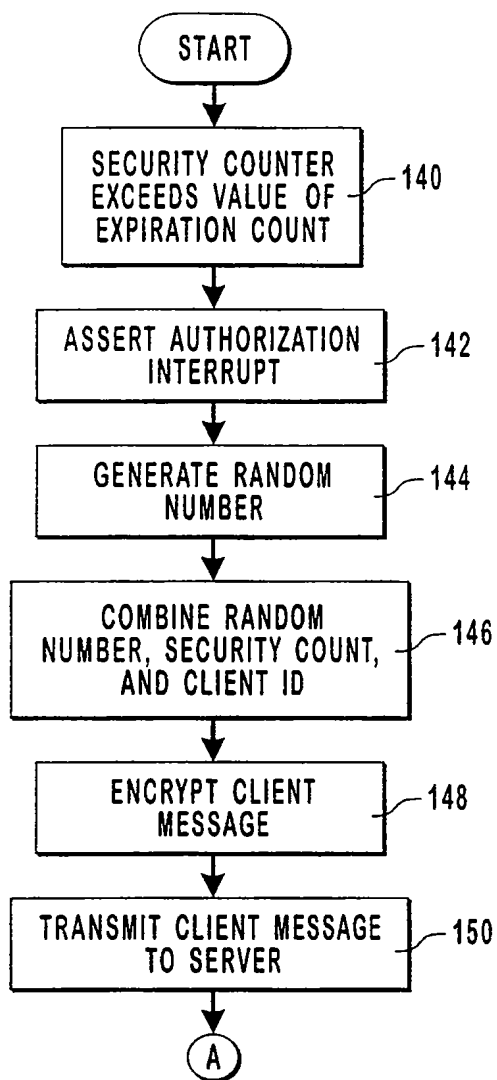 START
SECURITY COUNTER
EXCEEDS VALUE OF
EXPIRATION COUNT
140
ASSERT AUTHORIZATION
INTERRUPT
142
GENERATE RANDOM
NUMBER
144
COMBINE RANDOM
NUMBER, SECURITY COUNT,
AND CLIENT ID
146
ENCRYPT CLIENT
MESSAGE
148
TRANSMIT CLIENT MESSAGE
TO SERVER
150
A